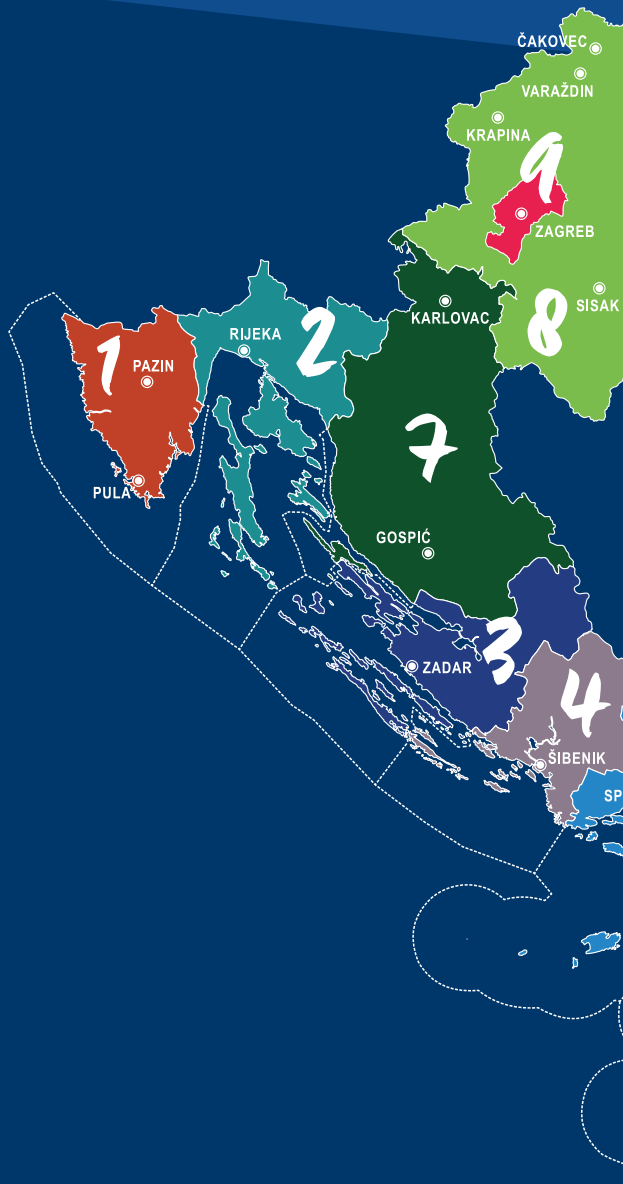 ČAKOVEC
VARAŽDIN
KRAPINA
9
ZAGREB
8
SISAK
KARLOVAC
2
RIJEKA
1
PAZIN
7
PULA
GOSPIĆ
3
ZADAR
4
ŠIBENIK
SP